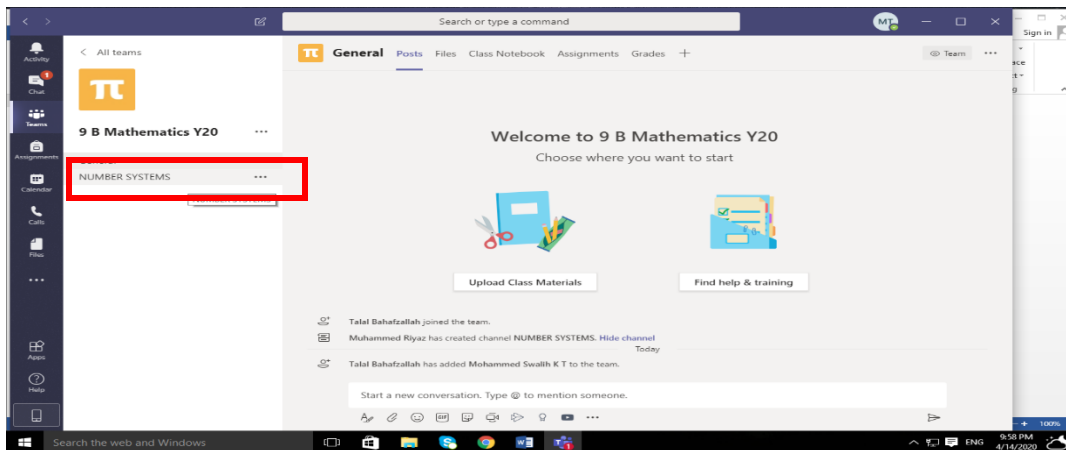 Search or type a command
MT
Sign in
Activity
Chat
1
Teams
Assignments
Calendar
Calls
Files
Apps
Help
All teams
π
9 B Mathematics Y20
NUMBER SYSTEMS
π General Posts Files Class Notebook Assignments Grades
Team
Welcome to 9 B Mathematics Y20
Choose where you want to start
Upload Class Materials
Find help & training
Talal Bahafzallah joined the team.
Muhammed Riyaz has created channel NUMBER SYSTEMS. Hide channel
Today
Talal Bahafzallah has added Mohammed Swalih K T to the team.
Start a new conversation. Type @ to mention someone.
GIF
100%
Search the web and Windows
ENG
9:58 PM
4/14/2020